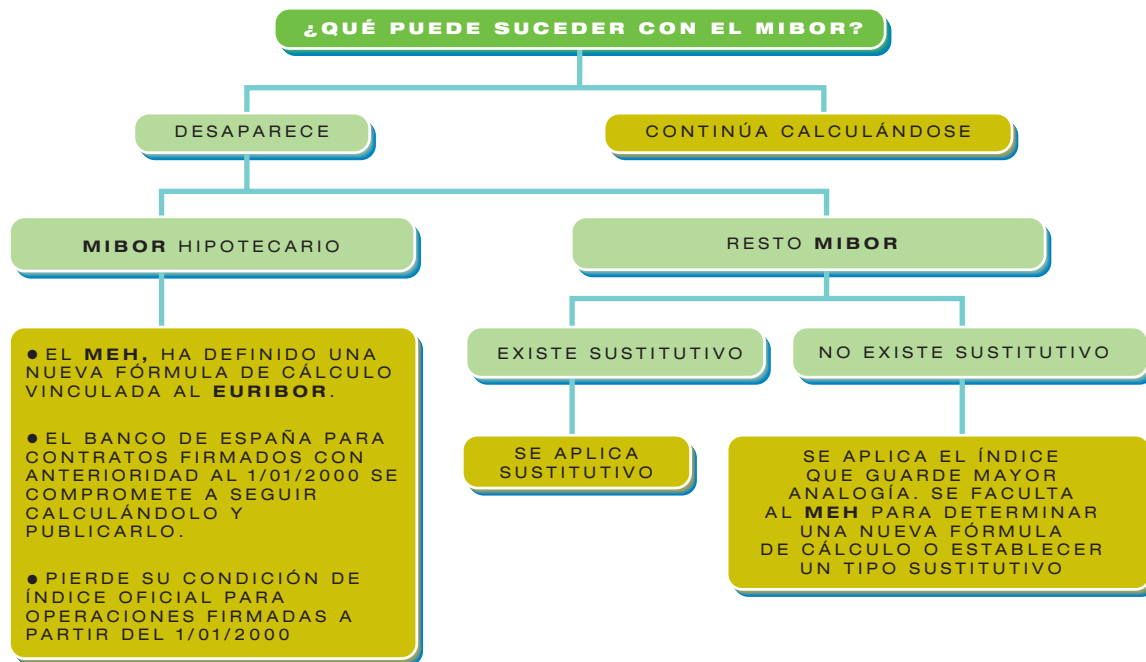 ¿QUÉ PUEDE SUCEDER CON EL MIBOR?
DESAPARECE
CONTINÚA CALCULÁNDOSE
MIBOR HIPOTECARIO
RESTO MIBOR
● EL MEH, HA DEFINIDO UNA
NUEVA FÓRMULA DE CÁLCULO
VINCULADA AL EURIBOR.
● EL BANCO DE ESPAÑA PARA
CONTRATOS FIRMADOS CON
ANTERIORIDAD AL 1/01/2000 SE
COMPROMETE A SEGUIR
CALCULÁNDOLO Y
PUBLICARLO.
● PIERDE SU CONDICIÓN DE
ÍNDICE OFICIAL PARA
OPERACIONES FIRMADAS A
PARTIR DEL 1/01/2000
EXISTE SUSTITUTIVO
NO EXISTE SUSTITUTIVO
SE APLICA
SUSTITUTIVO
SE APLICA EL ÍNDICE
QUE GUARDE MAYOR
ANALOGÍA. SE FACULTA
AL MEH PARA DETERMINAR
UNA NUEVA FÓRMULA
DE CÁLCULO O ESTABLECER
UN TIPO SUSTITUTIVO